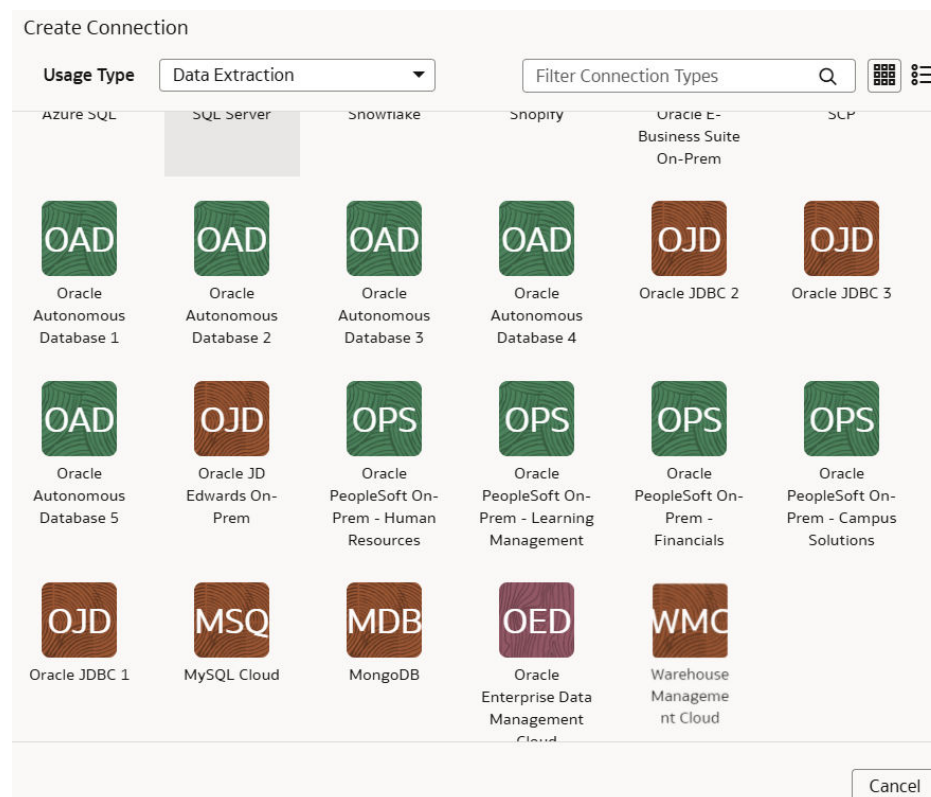 Create Connection
Usage Type
Data Extraction
Filter Connection Types
Azure SQL
SQL Server
Snowflake
Shopify
Oracle E-
Business Suite
On-Prem
SCP
OAD
OAD
OAD
OAD
OJD
OJD
Oracle
Autonomous
Database 1
Oracle
Autonomous
Database 2
Oracle
Autonomous
Database 3
Oracle
Autonomous
Database 4
Oracle JDBC 2
Oracle JDBC 3
OAD
OJD
OPS
OPS
OPS
OPS
Oracle
Autonomous
Database 5
Oracle JD
Edwards On-
Prem
Oracle
PeopleSoft On-
Prem - Human
Resources
Oracle
PeopleSoft On-
Prem - Learning
Management
Oracle
PeopleSoft On-
Prem -
Financials
Oracle
PeopleSoft On-
Prem - Campus
Solutions
OJD
MSQ
MDB
OED
WMC
Oracle JDBC 1
MySQL Cloud
MongoDB
Oracle
Enterprise Data
Management
Cloud
Warehouse
Manageme
nt Cloud
Cancel